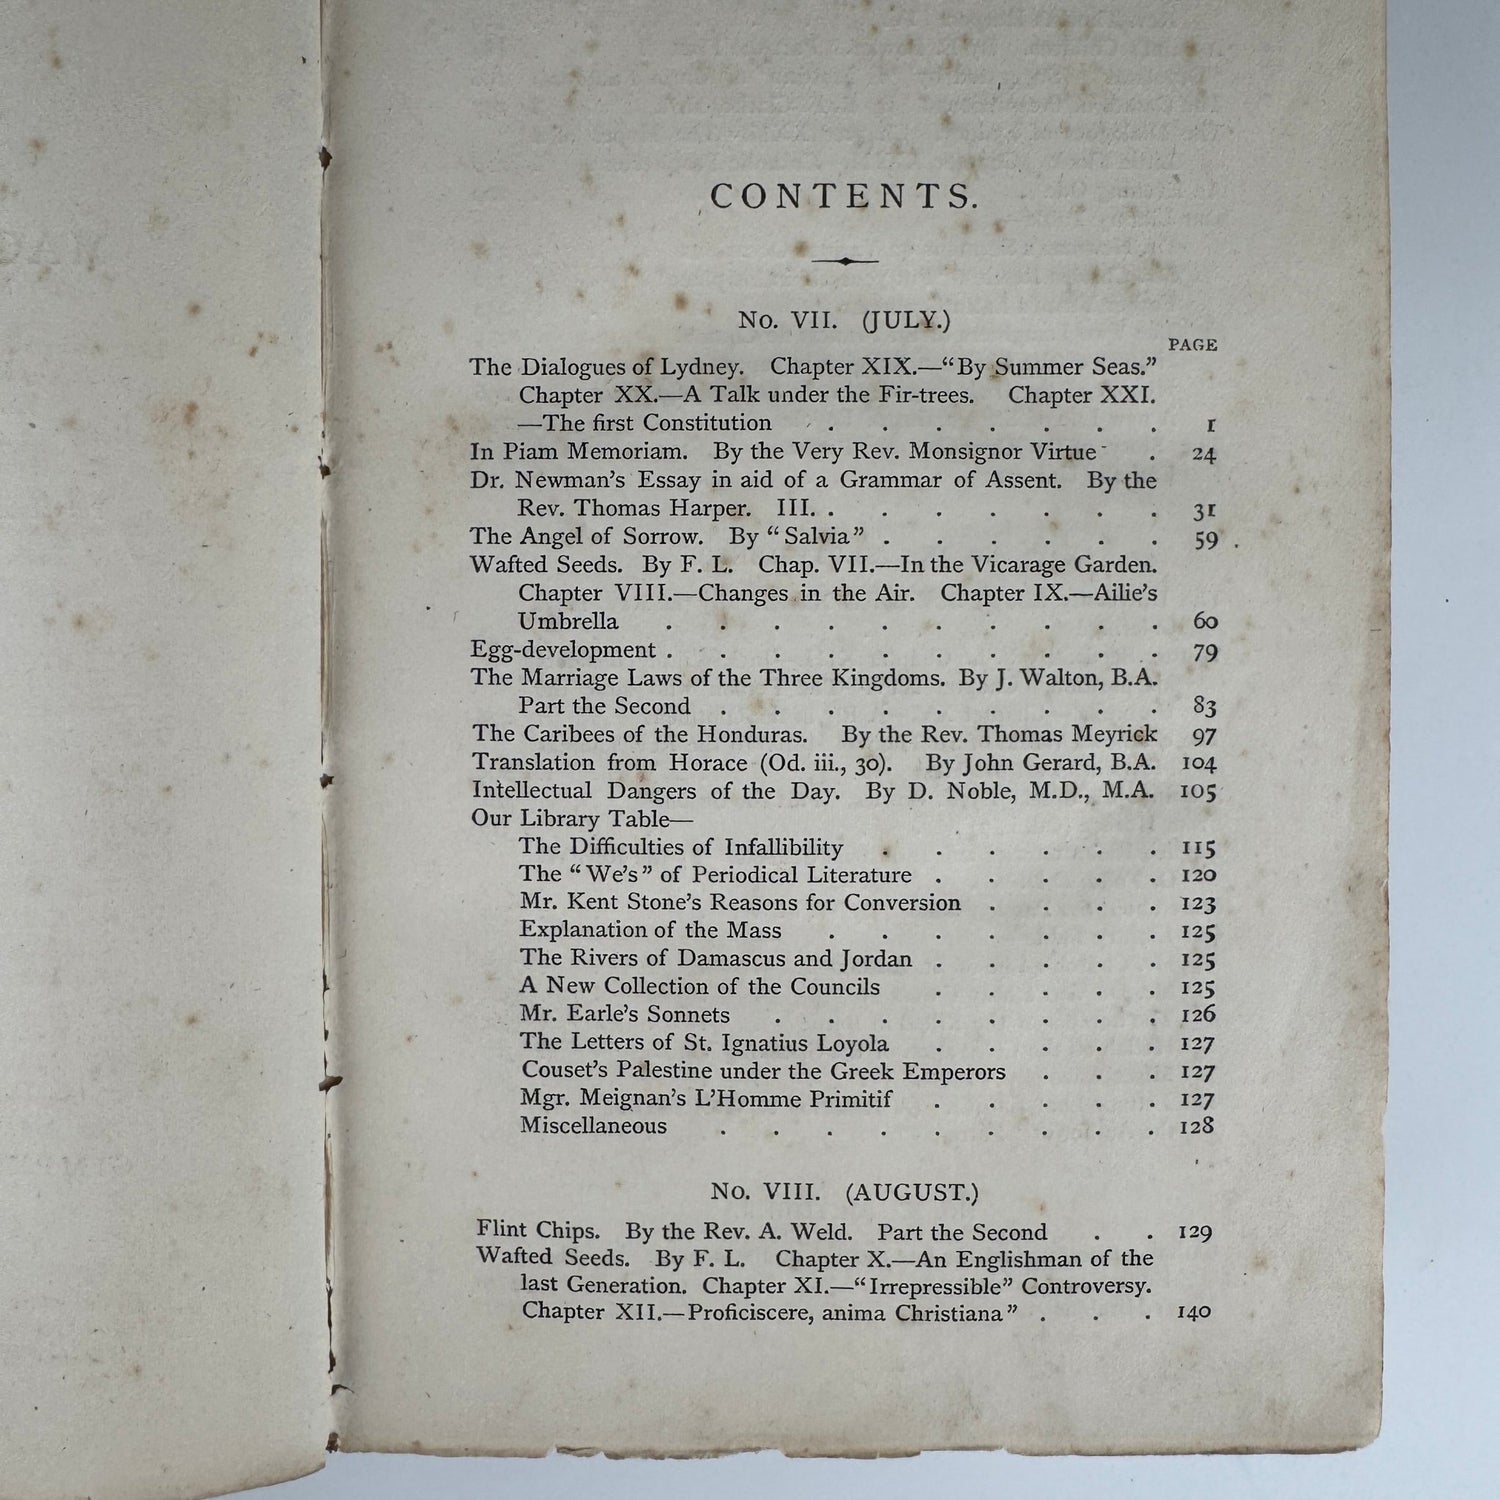 CONTENTS.
No. VII. (JULY.)
PAGE
The Dialogues of Lydney. Chapter XIX.—“By Summer Seas.”
Chapter XX.—A Talk under the Fir-trees. Chapter XXI.
—The first Constitution . . . . . . . 1
In Piam Memoriam. By the Very Rev. Monsignor Virtue . 24
Dr. Newman’s Essay in aid of a Grammar of Assent. By the
Rev. Thomas Harper. III. . . . . . . . 31
The Angel of Sorrow. By “Salvia” . . . . . . 59
Wafted Seeds. By F. L. Chap. VII.—In the Vicarage Garden.
Chapter VIII.—Changes in the Air. Chapter IX.—Ailie’s
Umbrella . . . . . . . . . . 60
Egg-development . . . . . . . . . . 79
The Marriage Laws of the Three Kingdoms. By J. Walton, B.A.
Part the Second . . . . . . . . . 83
The Caribees of the Honduras. By the Rev. Thomas Meyrick 97
Translation from Horace (Od. iii., 30). By John Gerard, B.A. 104
Intellectual Dangers of the Day. By D. Noble, M.D., M.A. 105
Our Library Table—
The Difficulties of Infallibility . . . . . . 115
The “We’s” of Periodical Literature . . . . . 120
Mr. Kent Stone’s Reasons for Conversion . . . . 123
Explanation of the Mass . . . . . . . 125
The Rivers of Damascus and Jordan . . . . . 125
A New Collection of the Councils . . . . . 125
Mr. Earle’s Sonnets . . . . . . . . 126
The Letters of St. Ignatius Loyola . . . . . 127
Couset’s Palestine under the Greek Emperors . . . 127
Mgr. Meignan’s L’Homme Primitif . . . . . 127
Miscellaneous . . . . . . . . . 128
No. VIII. (AUGUST.)
Flint Chips. By the Rev. A. Weld. Part the Second . . 129
Wafted Seeds. By F. L. Chapter X.—An Englishman of the
last Generation. Chapter XI.—“Irrepressible” Controversy.
Chapter XII.—Proficiscere, anima Christiana” . . . 140